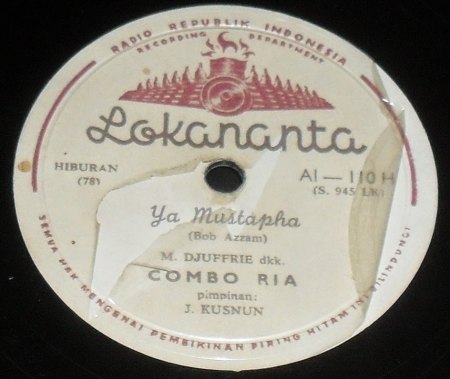 RADIO REPUBLIK INDONESIA
RECORDING DEPARTMENT
Lokananta
HIBURAN
(78)
AI — 110 H
(S. 945 LK)
Ya Mustapha
(Bob Azzam)
M. DJUFFRIE dkk.
COMBO RIA
pimpinan:
J. KUSNUN
SEMUA HAK MENGENAI PEMBIKINAN PIRING HITAM INI DILINDUNGI